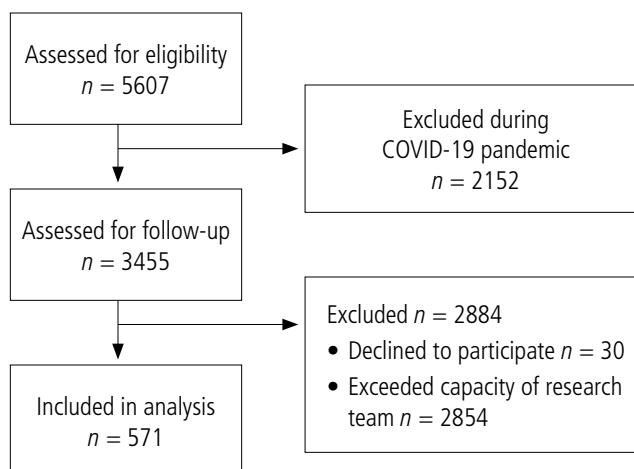 Assessed for eligibility
n = 5607
Excluded during
COVID-19 pandemic
n = 2152
Assessed for follow-up
n = 3455
Excluded n = 2884
• Declined to participate n = 30
• Exceeded capacity of research
team n = 2854
Included in analysis
n = 571